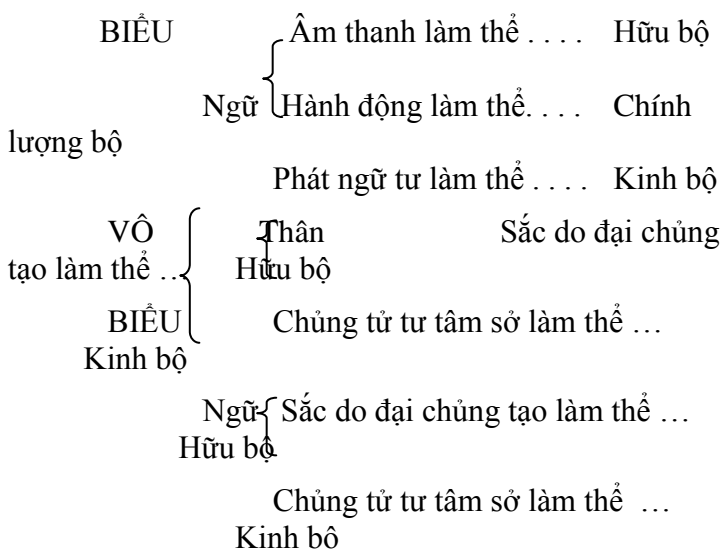 BIỂU Âm thanh làm thể . . . . Hữu bộ
Ngữ Hành động làm thể. . . . Chính
lượng bộ
Phát ngữ tư làm thể . . . . Kinh bộ
VÔ Thân Sắc do đại chủng
tạo làm thể … Hữu bộ
BIỂU Chủng tử tư tâm sở làm thể …
Kinh bộ
Ngữ Sắc do đại chủng tạo làm thể …
Hữu bộ
Chủng tử tư tâm sở làm thể …
Kinh bô